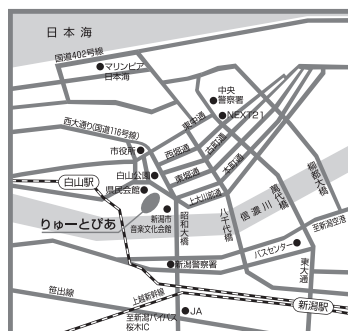 日本海
国道402号線
マリンピア
日本海
中央
警察署
NEXT21
西大通り(国道116号線)
市役所
東中通
西堀通
古町通
東堀通
本町通
上大川前通
白山公園
白山駅
県民会館
りゅーとぴあ
新潟市
音楽文化会館
昭和大橋
八千代橋
信濃川
萬代橋
柳都大橋
至新潟空港
バスセンター
東大通
新潟警察署
笹出線
上越新幹線
至新潟バイパス
桜木IC
JA
新潟駅